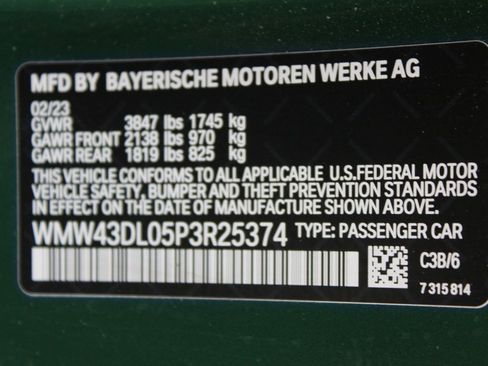 MFD BY BAYERISCHE MOTOREN WERKE AG
02/23
GVWR 3847 lbs 1745 kg
GAWR FRONT 2138 lbs 970 kg
GAWR REAR 1819 lbs 825 kg
THIS VEHICLE CONFORMS TO ALL APPLICABLE U.S.FEDERAL MOTOR
VEHICLE SAFETY, BUMPER AND THEFT PREVENTION STANDARDS
IN EFFECT ON THE DATE OF MANUFACTURE SHOWN ABOVE.
WMW43DL05P3R25374 TYPE: PASSENGER CAR
C3B/6
7 315 814